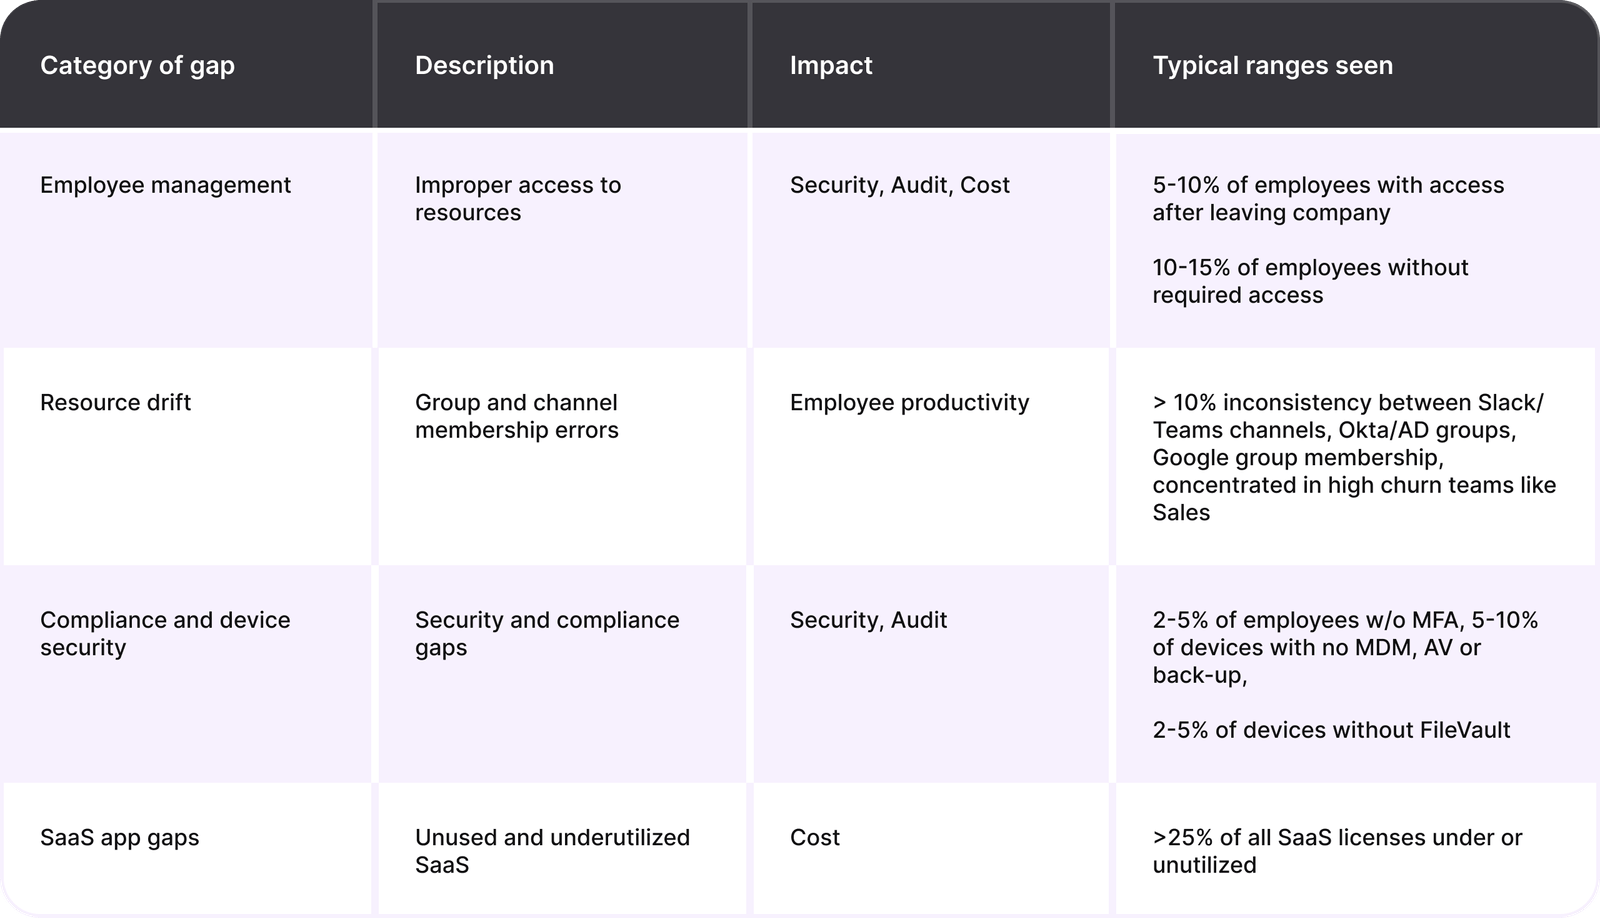 Category of gap
Description
Impact
Typical ranges seen
Employee management
Improper access to
resources
Security, Audit, Cost
5-10% of employees with access
after leaving company
10-15% of employees without
required access
Resource drift
Group and channel
membership errors
Employee productivity
> 10% inconsistency between Slack/
Teams channels, Okta/AD groups,
Google group membership,
concentrated in high churn teams like
Sales
Compliance and device
security
Security and compliance
gaps
Security, Audit
2-5% of employees w/o MFA, 5-10%
of devices with no MDM, AV or
back-up,
2-5% of devices without FileVault
SaaS app gaps
Unused and underutilized
SaaS
Cost
>25% of all SaaS licenses under or
unutilized